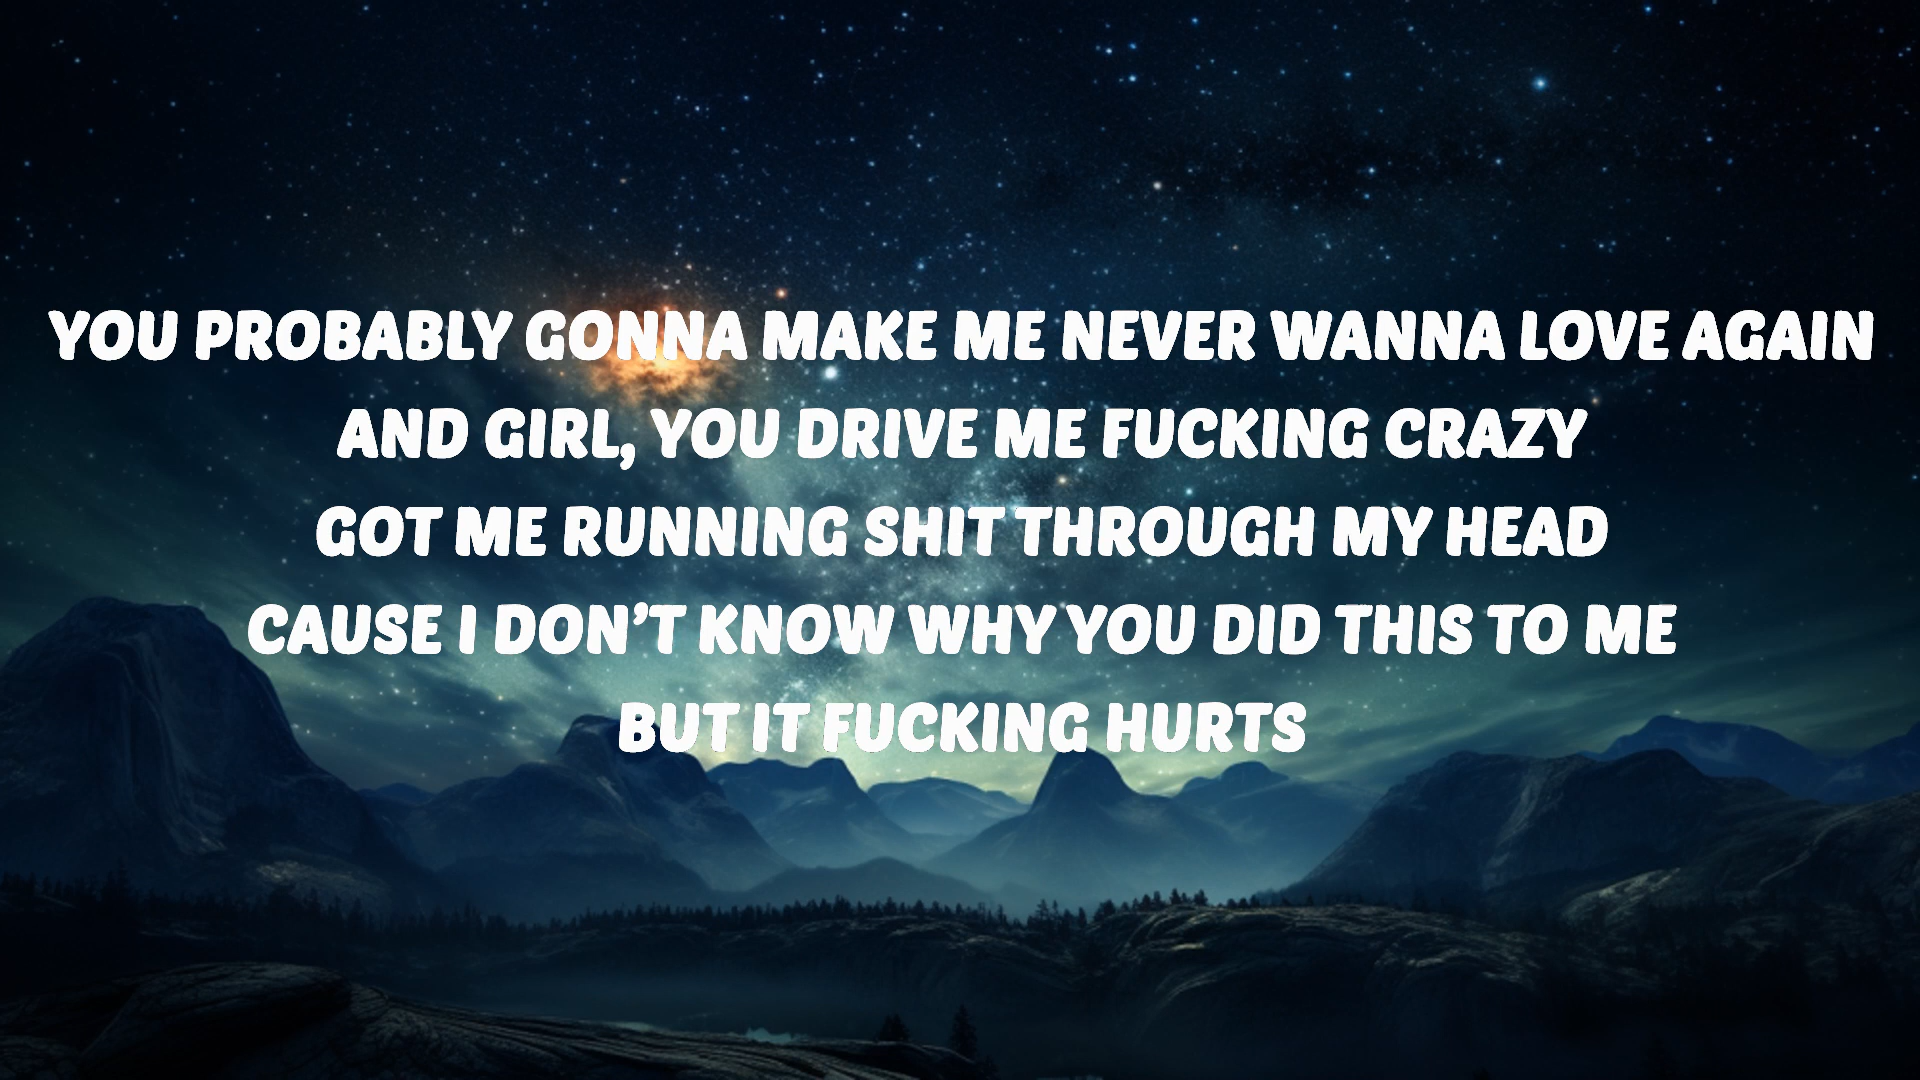 YOU PROBABLY GONNA MAKE ME NEVER WANNA LOVE AGAIN
AND GIRL, YOU DRIVE ME FUCKING CRAZY
GOT ME RUNNING SHIT THROUGH MY HEAD
CAUSE I DON’T KNOW WHY YOU DID THIS TO ME
BUT IT FUCKING HURTS